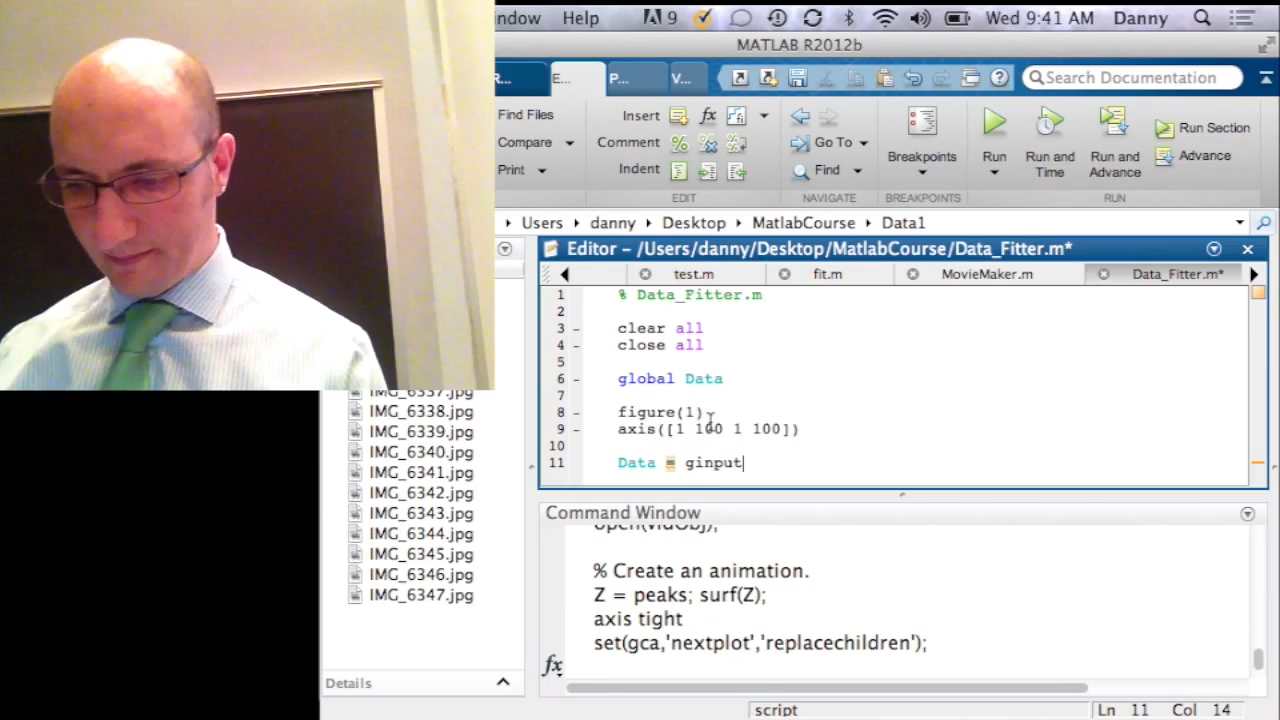 indow Help 9 Wed 9:41 AM Danny
MATLAB R2012b
R... E... P... V... Search Documentation
Find Files Insert fx
Compare Comment % Go To Breakpoints Run Run and Time Run and Advance Run Section
Print Indent Find Advance
EDIT NAVIGATE BREAKPOINTS RUN
Users danny Desktop MatlabCourse Data1
Editor – /Users/danny/Desktop/MatlabCourse/Data_Fitter.m*
test.m fit.m MovieMaker.m Data_Fitter.m*
1 % Data_Fitter.m
2
3 – clear all
4 – close all
5
6 – global Data
7
8 – figure(1)
9 – axis([1 100 1 100])
10
11 Data = ginput
IMG_6337.jpg
IMG_6338.jpg
IMG_6339.jpg
IMG_6340.jpg
IMG_6341.jpg
IMG_6342.jpg
IMG_6343.jpg
IMG_6344.jpg
IMG_6345.jpg
IMG_6346.jpg
IMG_6347.jpg
Details
Command Window
open(vidObj);
% Create an animation.
Z = peaks; surf(Z);
axis tight
set(gca,'nextplot','replacechildren');
fx
script Ln 11 Col 14